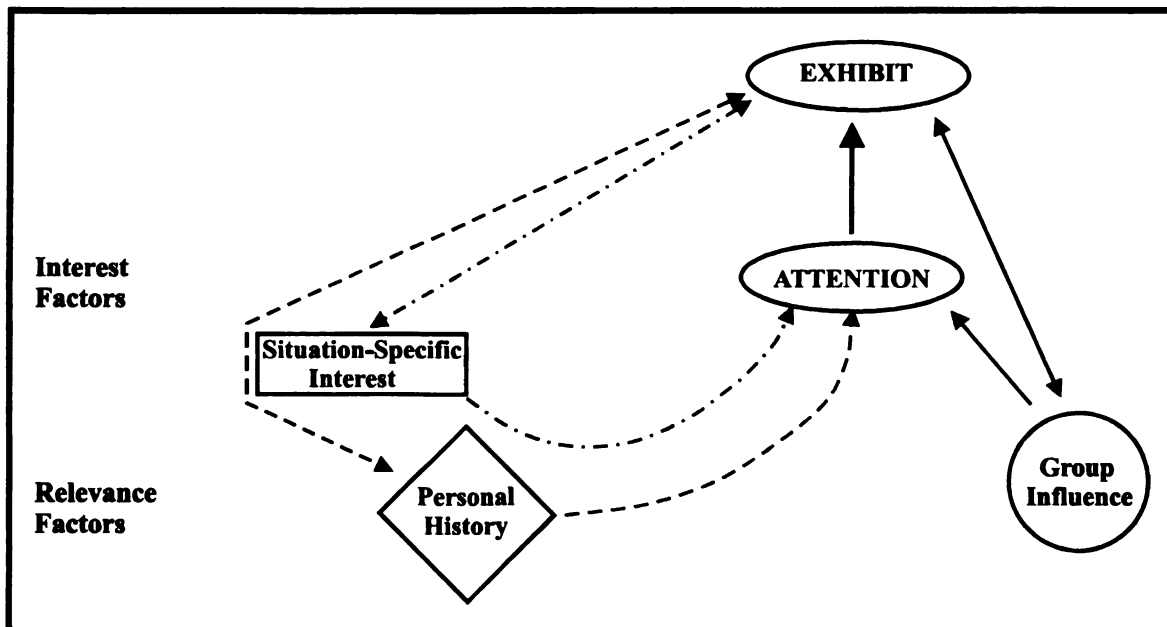 EXHIBIT
Interest
Factors
ATTENTION
Situation-Specific
Interest
Relevance
Factors
Personal
History
Group
Influence